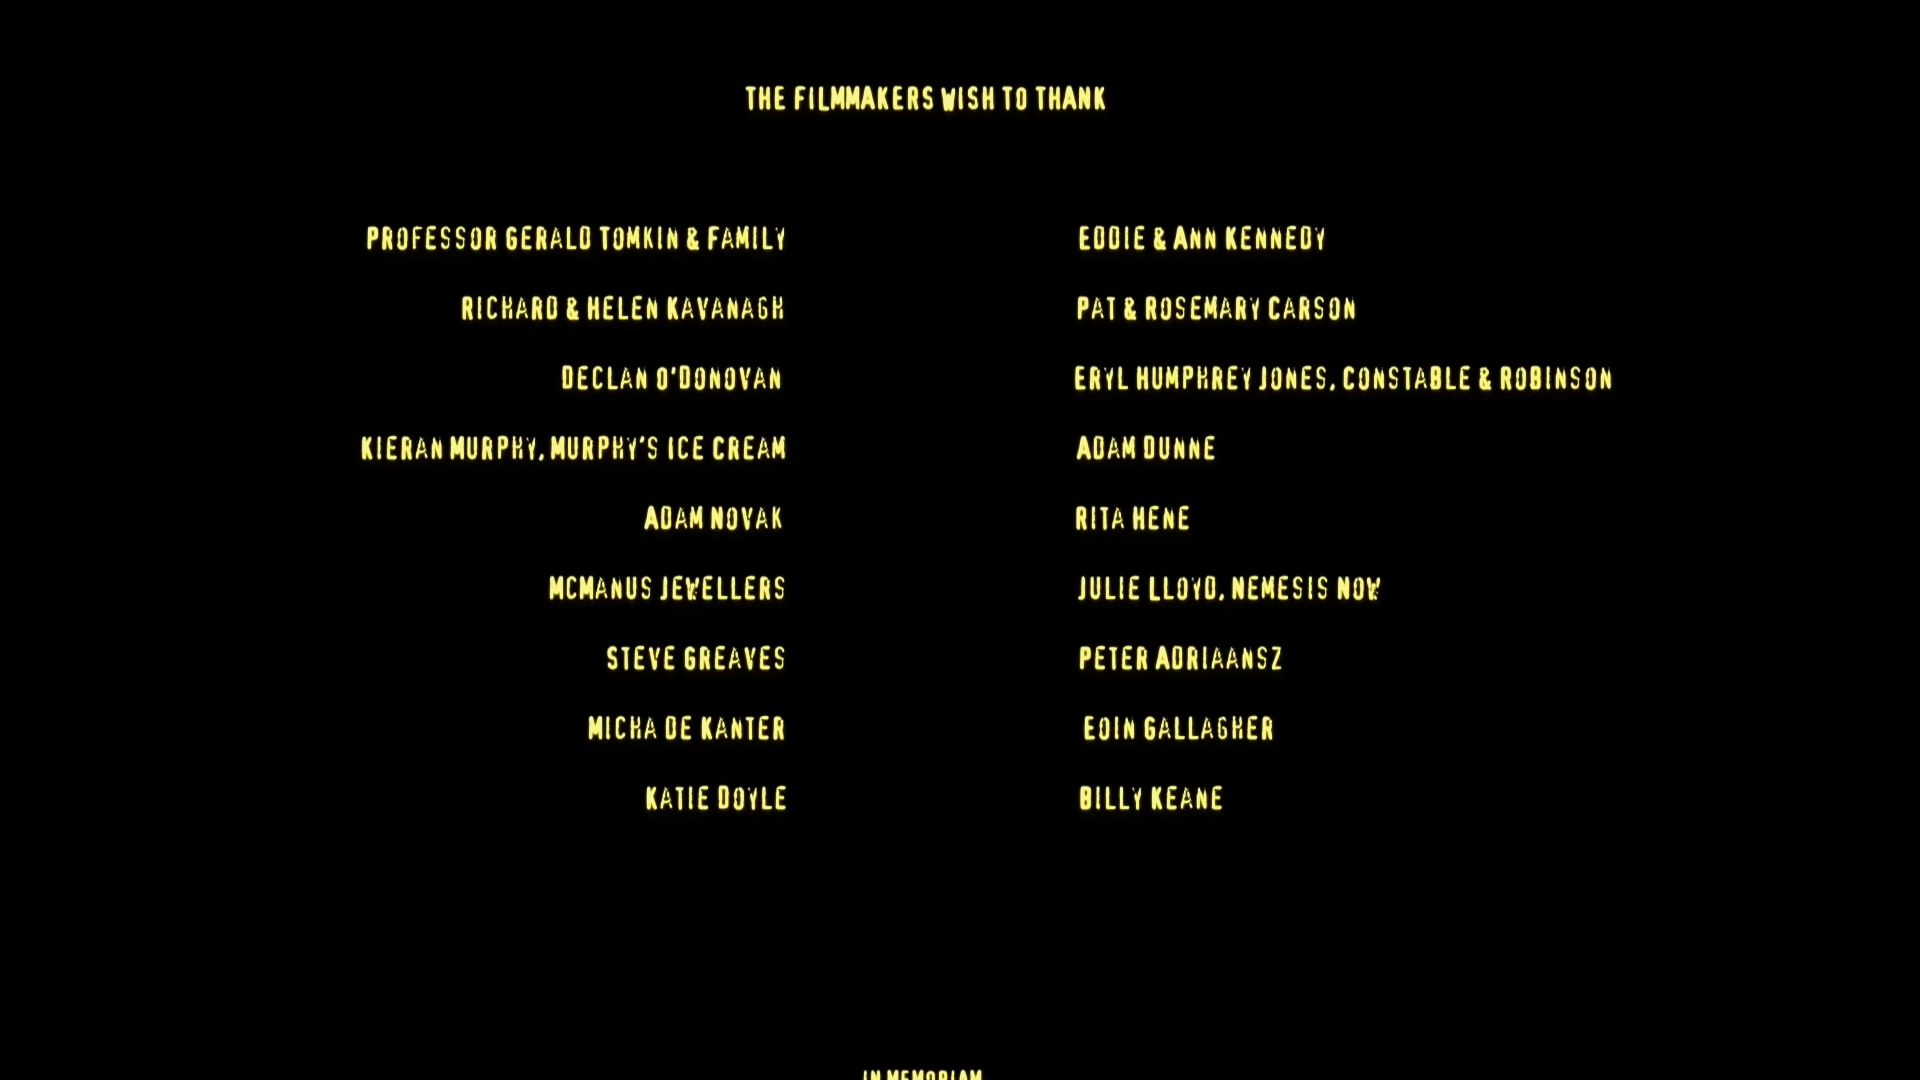 THE FILMMAKERS WISH TO THANK
PROFESSOR GERALD TOMKIN & FAMILY
EDDIE & ANN KENNEDY
RICHARD & HELEN KAVANAGH
PAT & ROSEMARY CARSON
DECLAN O'DONOVAN
ERYL HUMPHREY JONES, CONSTABLE & ROBINSON
KIERAN MURPHY, MURPHY'S ICE CREAM
ADAM DUNNE
ADAM NOVAK
RITA HENE
MCMANUS JEWELLERS
JULIE LLOYD, NEMESIS NOW
STEVE GREAVES
PETER ADRIAANSZ
MICHA DE KANTER
EOIN GALLAGHER
KATIE DOYLE
BILLY KEANE
IN MEMORIAM